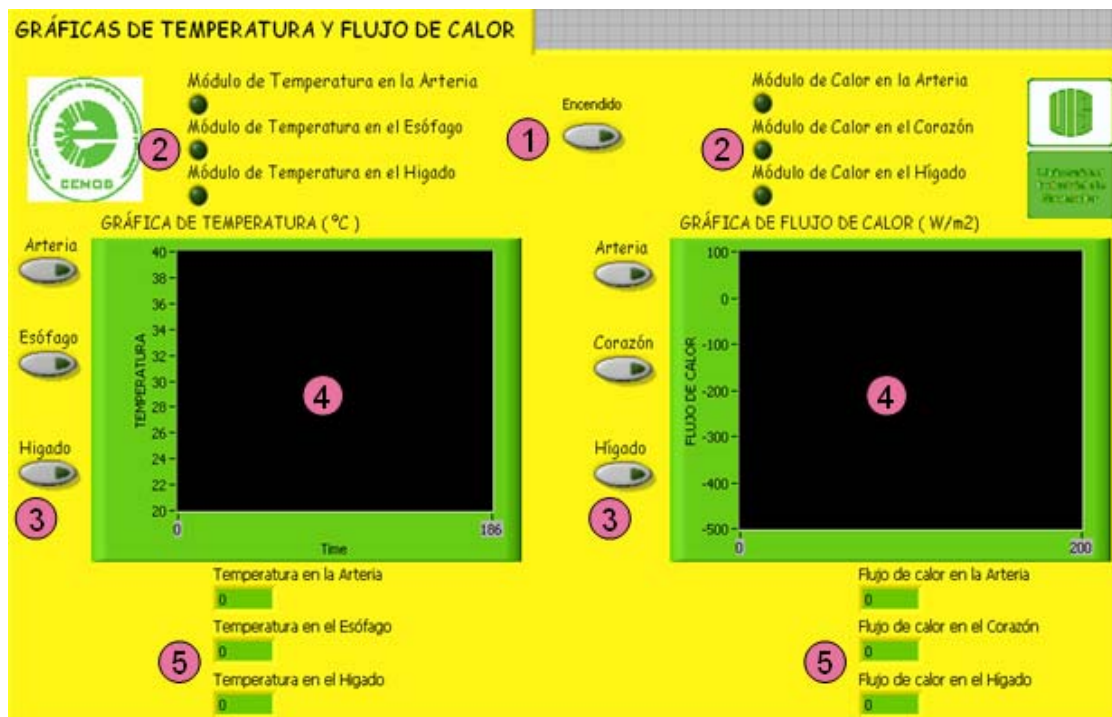 GRÁFICAS DE TEMPERATURA Y FLUJO DE CALOR
CENOS
Módulo de Temperatura en la Arteria
Módulo de Temperatura en el Esófago
Módulo de Temperatura en el Higado
2
1
Encendido
Módulo de Calor en la Arteria
Módulo de Calor en el Corazón
Módulo de Calor en el Hígado
2
GRÁFICA DE TEMPERATURA ( ºC )
Arteria
Esófago
Higado
3
TEMPERATURA
40
38
36
34
32
30
28
26
24
22
20
4
0
186
Time
GRÁFICA DE FLUJO DE CALOR ( W/m2)
Arteria
Corazón
Hígado
3
FLUJO DE CALOR
100
0
-100
-200
-300
-400
-500
4
0
200
Temperatura en la Arteria
0
Temperatura en el Esófago
0
Temperatura en el Higado
0
5
Flujo de calor en la Arteria
0
Flujo de calor en el Corazón
0
Flujo de calor en el Hígado
0
5